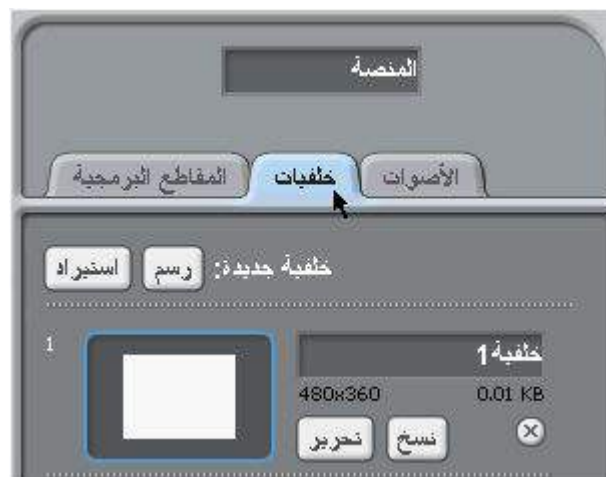 المنصة
المقاطع البرمجية خلفيات الأصوات
خلفية جديدة: رسم استيراد
1
خلفية1
480x360 0.01 KB
نسخ تحرير